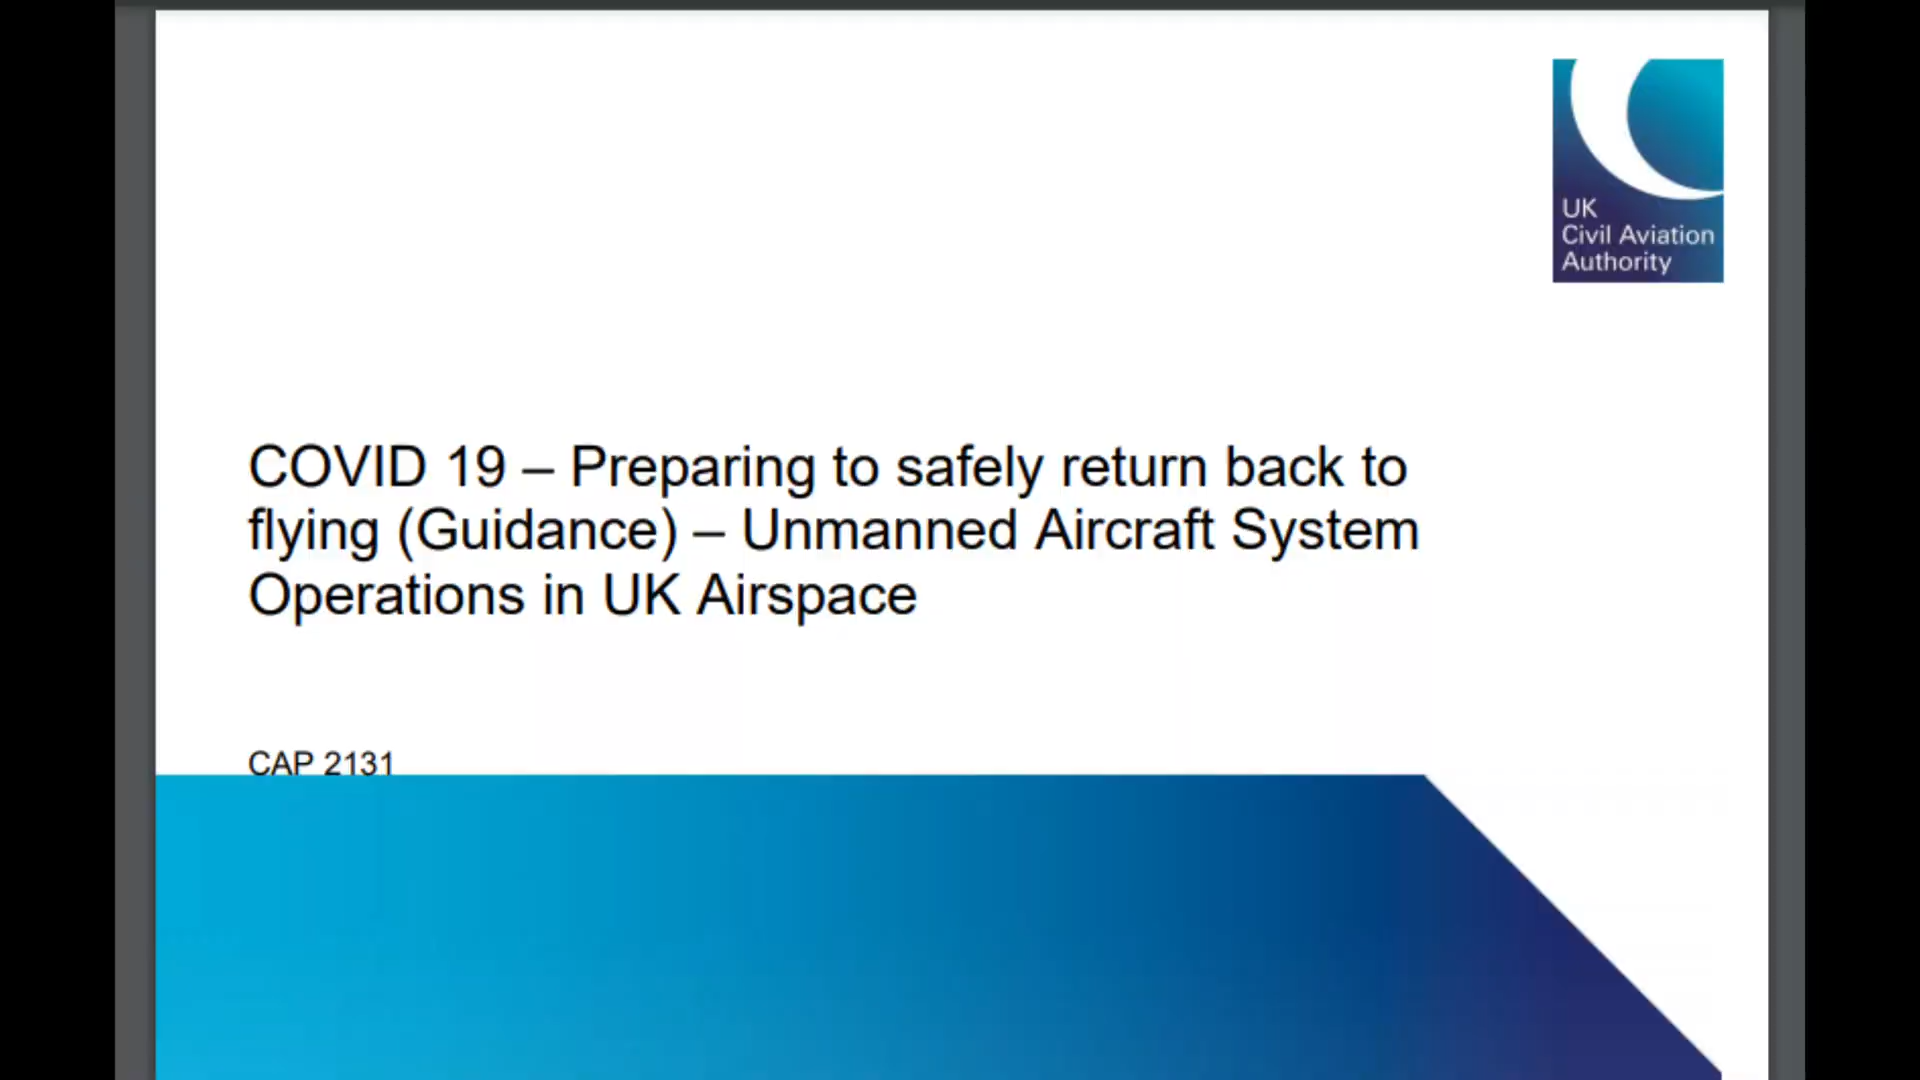 UK
Civil Aviation
Authority
COVID 19 – Preparing to safely return back to
flying (Guidance) – Unmanned Aircraft System
Operations in UK Airspace
CAP 2131